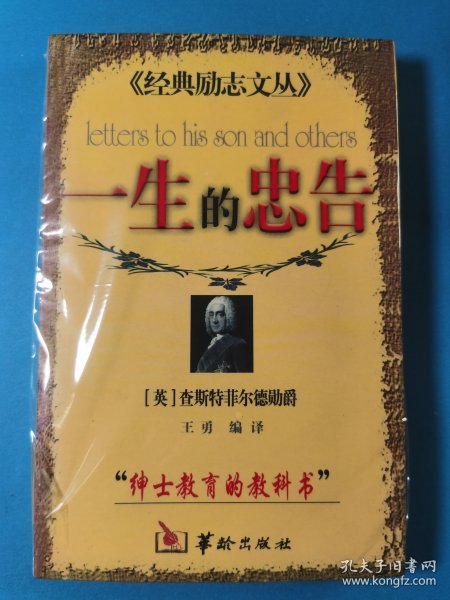 《经典励志文丛》
letters to his son and others
一生的忠告
[英]查斯特菲尔德勋爵
王勇 编译
“绅士教育的教科书”
华龄出版社
孔夫子旧书网
www.kongfz.com